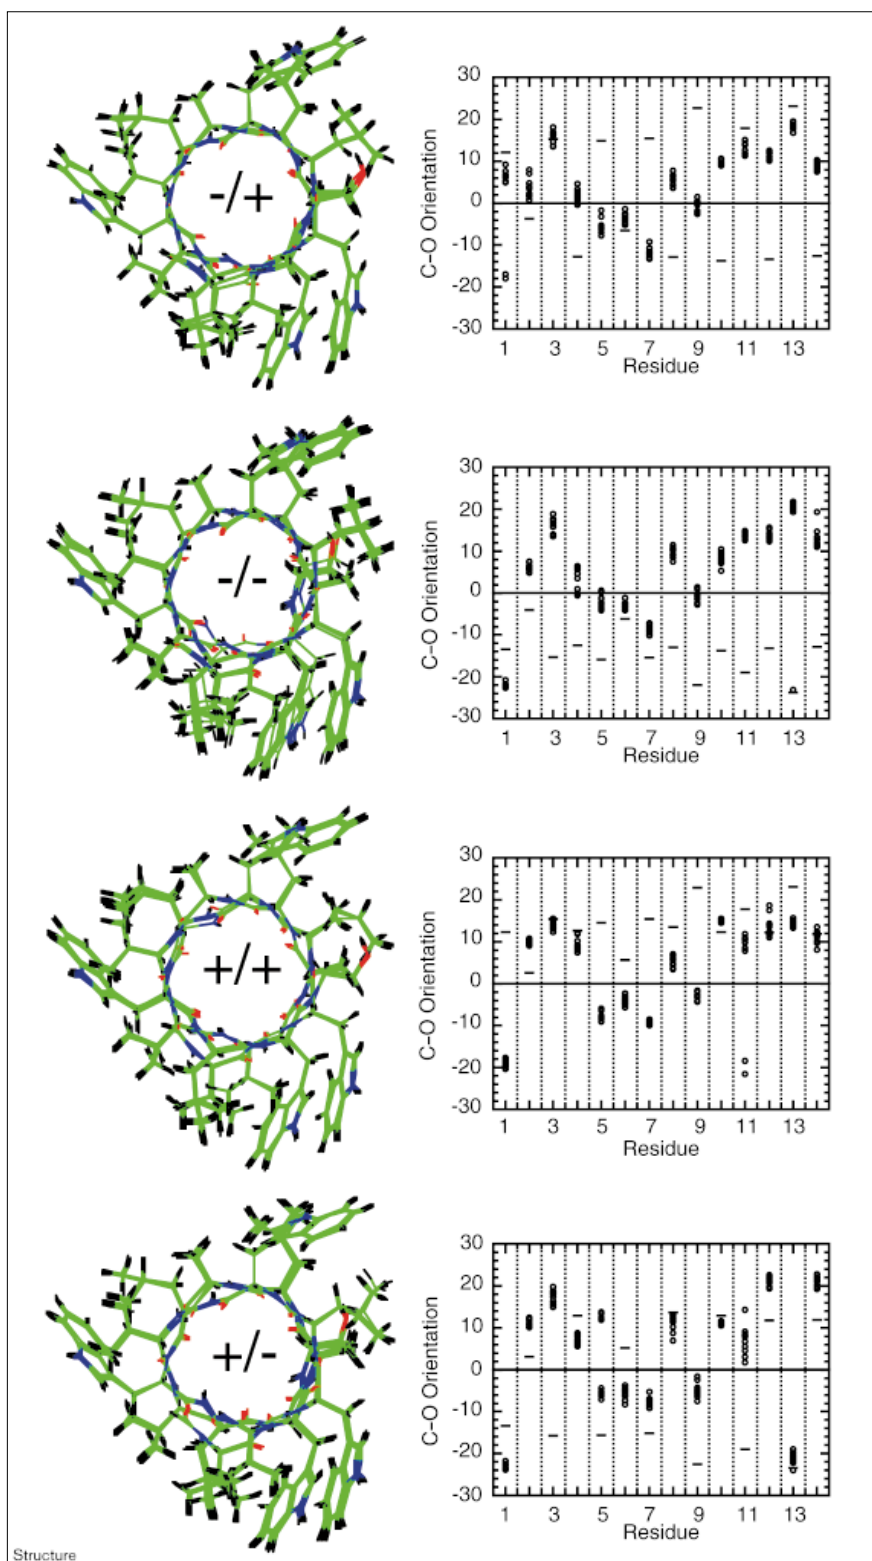 -/+
C–O Orientation
30
20
10
0
-10
-20
-30
1 3 5 7 9 11 13
Residue
-/-
C–O Orientation
30
20
10
0
-10
-20
-30
1 3 5 7 9 11 13
Residue
+/+
C–O Orientation
30
20
10
0
-10
-20
-30
1 3 5 7 9 11 13
Residue
+/-
C–O Orientation
30
20
10
0
-10
-20
-30
1 3 5 7 9 11 13
Residue
Structure